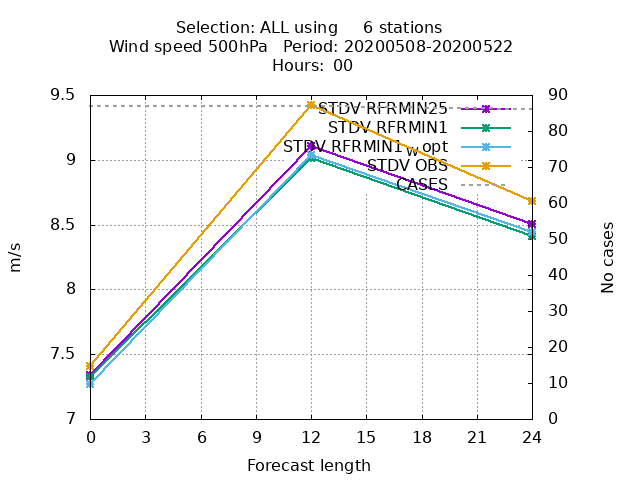 Selection: ALL using     6 stations
Wind speed 500hPa   Period: 20200508-20200522
Hours:  00
9.5
9
8.5
8
7.5
7
m/s
90
80
70
60
50
40
30
20
10
0
No cases
STDV RFRMIN25
STDV RFRMIN1
STDV RFRMIN1_w opt
STDV OBS
CASES
0 3 6 9 12 15 18 21 24
Forecast length